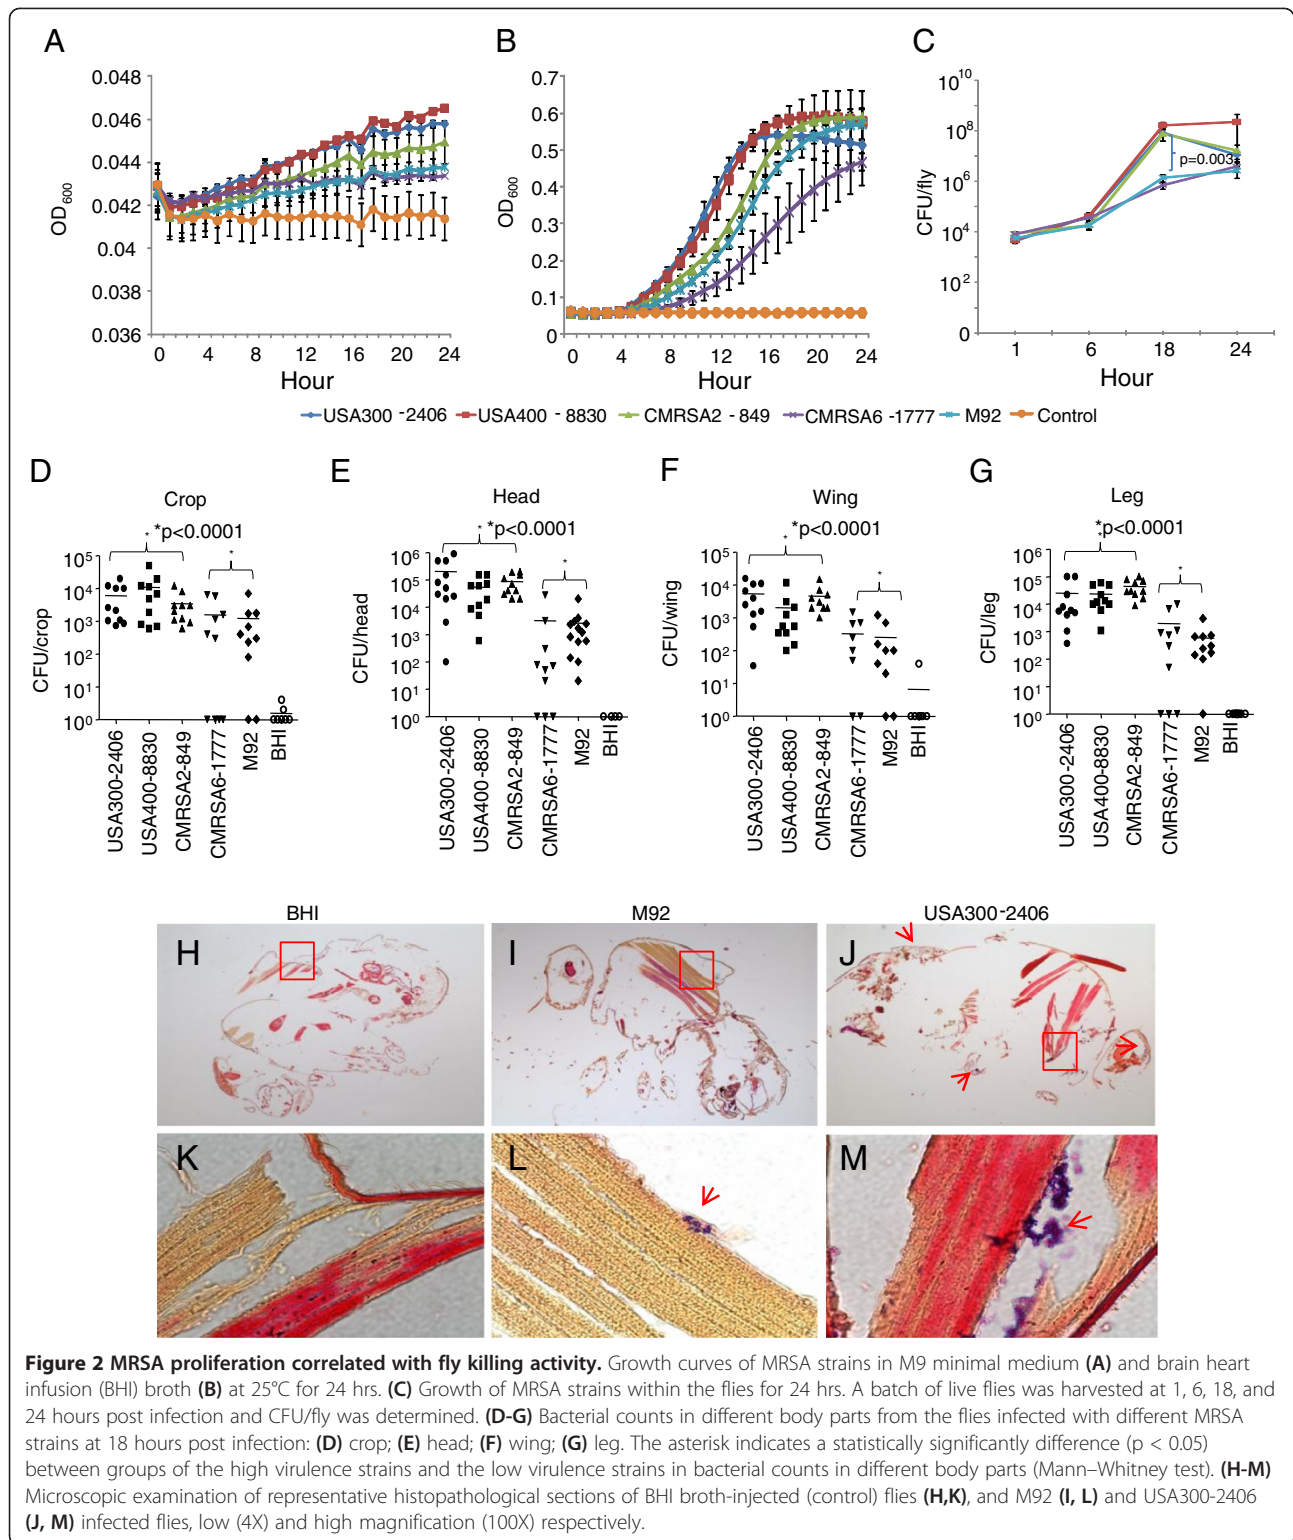 A
B
C
0.048
0.046
0.044
0.042
0.04
0.038
0.036
OD600
0 4 8 12 16 20 24
Hour
0.7
0.6
0.5
0.4
0.3
0.2
0.1
0
OD600
0 4 8 12 16 20 24
Hour
10^10
10^8
10^6
10^4
10^2
0
CFU/fly
p=0.003
1 6 18 24
Hour
USA300-2406 USA400-8830 CMRSA2-849 CMRSA6-1777 M92 Control
D
Crop
*p<0.0001
* *
10^5
10^4
10^3
10^2
10^1
10^0
CFU/crop
USA300-2406
USA400-8830
CMRSA2-849
CMRSA6-1777
M92
BHI
E
Head
*p<0.0001
* *
10^6
10^5
10^4
10^3
10^2
10^1
10^0
CFU/head
USA300-2406
USA400-8830
CMRSA2-849
CMRSA6-1777
M92
BHI
F
Wing
*p<0.0001
* *
10^5
10^4
10^3
10^2
10^1
10^0
CFU/wing
USA300-2406
USA400-8830
CMRSA2-849
CMRSA6-1777
M92
BHI
G
Leg
*p<0.0001
* *
10^6
10^5
10^4
10^3
10^2
10^1
10^0
CFU/leg
USA300-2406
USA400-8830
CMRSA2-849
CMRSA6-1777
M92
BHI
BHI M92 USA300-2406
H I J
K L M
Figure 2 MRSA proliferation correlated with fly killing activity. Growth curves of MRSA strains in M9 minimal medium (A) and brain heart
infusion (BHI) broth (B) at 25°C for 24 hrs. (C) Growth of MRSA strains within the flies for 24 hrs. A batch of live flies was harvested at 1, 6, 18, and
24 hours post infection and CFU/fly was determined. (D-G) Bacterial counts in different body parts from the flies infected with different MRSA
strains at 18 hours post infection: (D) crop; (E) head; (F) wing; (G) leg. The asterisk indicates a statistically significantly difference (p < 0.05)
between groups of the high virulence strains and the low virulence strains in bacterial counts in different body parts (Mann–Whitney test). (H-M)
Microscopic examination of representative histopathological sections of BHI broth-injected (control) flies (H,K), and M92 (I, L) and USA300-2406
(J, M) infected flies, low (4X) and high magnification (100X) respectively.